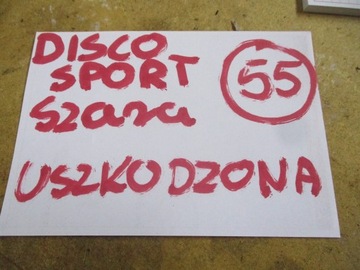 DISCO
SPORT 55
Szara
USZKODZONA